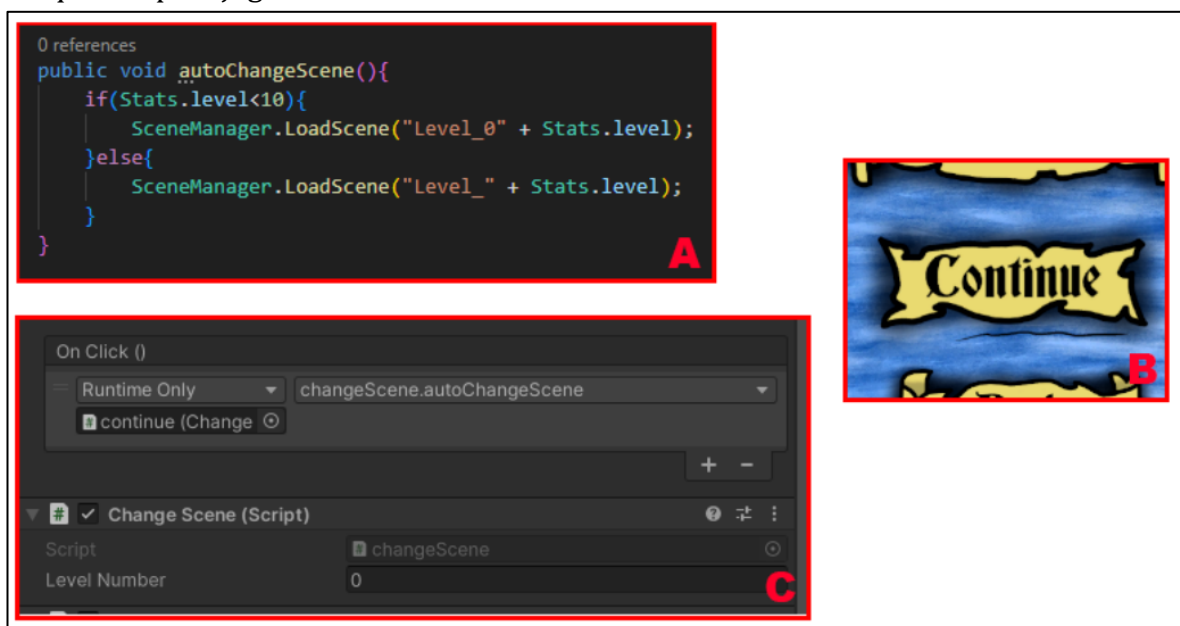 0 references
public void autoChangeScene(){
if(Stats.level<10){
SceneManager.LoadScene("Level_0" + Stats.level);
}else{
SceneManager.LoadScene("Level_" + Stats.level);
}
}
A
Continue
B
On Click ()
Runtime Only changeScene.autoChangeScene
continue (Change
+ -
Change Scene (Script)
Script changeScene
Level Number 0
C